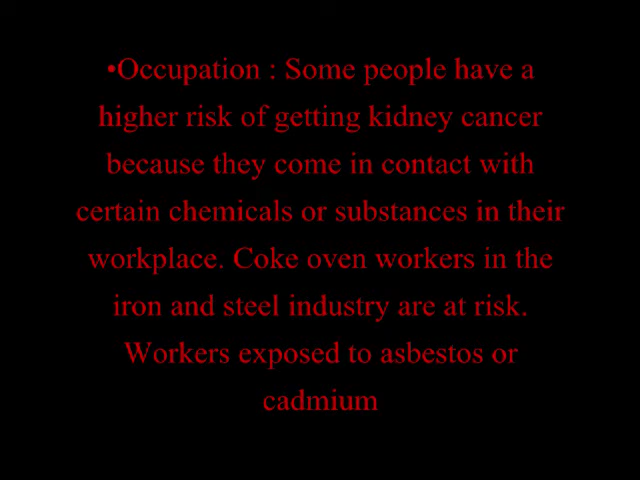 •Occupation : Some people have a
higher risk of getting kidney cancer
because they come in contact with
certain chemicals or substances in their
workplace. Coke oven workers in the
iron and steel industry are at risk.
Workers exposed to asbestos or
cadmium